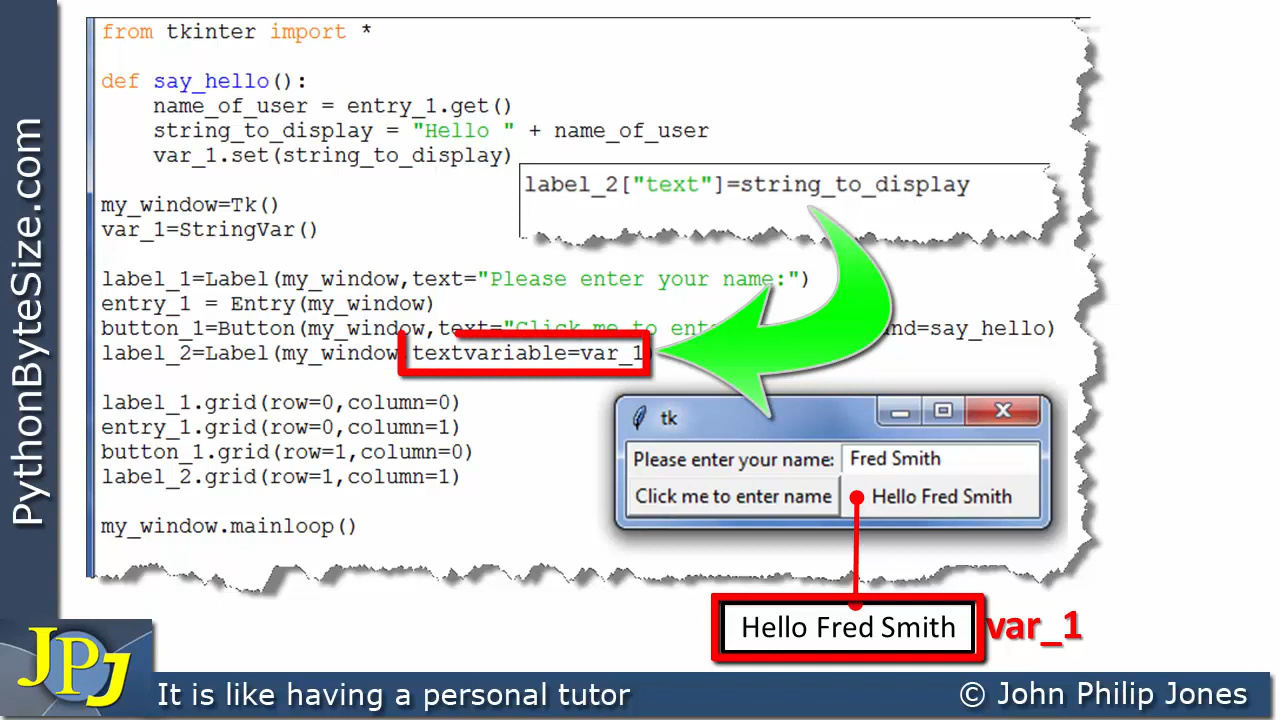 PythonByteSize.com
from tkinter import *
def say_hello():
name_of_user = entry_1.get()
string_to_display = "Hello " + name_of_user
var_1.set(string_to_display)
label_2["text"]=string_to_display
my_window=Tk()
var_1=StringVar()
label_1=Label(my_window,text="Please enter your name:")
entry_1 = Entry(my_window)
button_1=Button(my_window,text="Click me to ente and=say_hello)
label_2=Label(my_window,textvariable=var_1)
label_1.grid(row=0,column=0)
entry_1.grid(row=0,column=1)
button_1.grid(row=1,column=0)
label_2.grid(row=1,column=1)
my_window.mainloop()
tk
Please enter your name: Fred Smith
Click me to enter name Hello Fred Smith
Hello Fred Smith var_1
JPJ It is like having a personal tutor © John Philip Jones